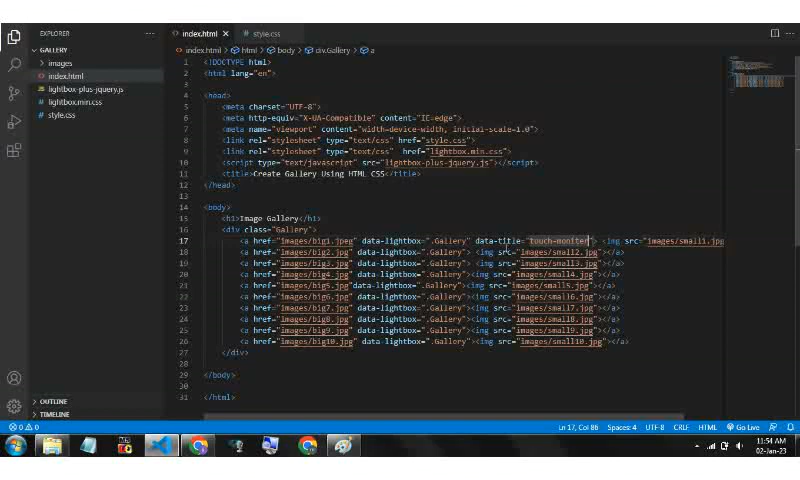 EXPLORER
GALLERY
images
index.html
lightbox-plus-jquery.js
lightbox.min.css
style.css
OUTLINE
TIMELINE
index.html
style.css
index.html > html > body > div.Gallery > a
1 <!DOCTYPE html>
2 <html lang="en">
3
4 <head>
5 <meta charset="UTF-8">
6 <meta http-equiv="X-UA-Compatible" content="IE=edge">
7 <meta name="viewport" content="width=device-width, initial-scale=1.0">
8 <link rel="stylesheet" type="text/css" href="style.css">
9 <link rel="stylesheet" type="text/css" href="lightbox.min.css">
10 <script type="text/javascript" src="lightbox-plus-jquery.js"></script>
11 <title>Create Gallery Using HTML CSS</title>
12 </head>
13
14 <body>
15 <h1>Image Gallery</h1>
16 <div class="Gallery">
17 <a href="images/big1.jpeg" data-lightbox=".Gallery" data-title="touch-moniter"> <img src="images/small1.jpg
18 <a href="images/big2.jpg" data-lightbox=".Gallery"> <img src="images/small2.jpg"></a>
19 <a href="images/big3.jpg" data-lightbox=".Gallery"><img src="images/small3.jpg"></a>
20 <a href="images/big4.jpg" data-lightbox=".Gallery"><img src="images/small4.jpg"></a>
21 <a href="images/big5.jpg"data-lightbox=".Gallery"><img src="images/small5.jpg"></a>
22 <a href="images/big6.jpg" data-lightbox=".Gallery"><img src="images/small6.jpg"></a>
23 <a href="images/big7.jpg" data-lightbox=".Gallery"><img src="images/small7.jpg"></a>
24 <a href="images/big8.jpg" data-lightbox=".Gallery"><img src="images/small8.jpg"></a>
25 <a href="images/big9.jpg" data-lightbox=".Gallery"><img src="images/small9.jpg"></a>
26 <a href="images/big10.jpg" data-lightbox=".Gallery"><img src="images/small10.jpg"></a>
27 </div>
28
29 </body>
30
31 </html>
0 0 Ln 17, Col 86 Spaces: 4 UTF-8 CRLF HTML Go Live
11:54 AM
02-Jan-23